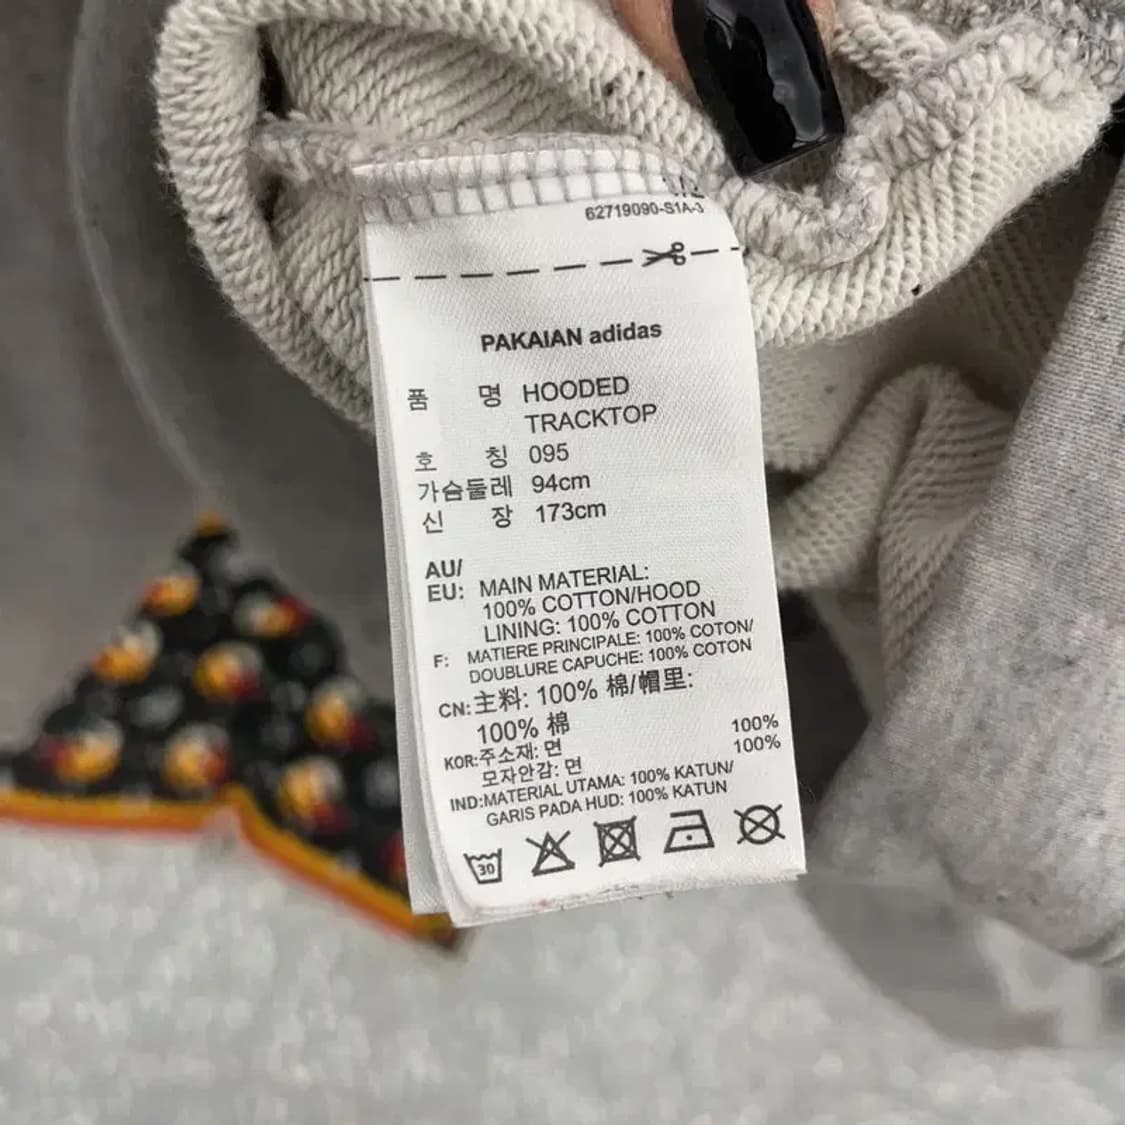 62719090-S1A-3
PAKAIAN adidas
품 명 HOODED
TRACKTOP
호 칭 095
가슴둘레 94cm
신 장 173cm
AU/
EU: MAIN MATERIAL:
100% COTTON/HOOD
LINING: 100% COTTON
F: MATIERE PRINCIPALE: 100% COTON/
DOUBLURE CAPUCHE: 100% COTON
CN: 主料: 100% 棉/帽里:
100% 棉
KOR: 주소재: 면 100%
모자안감: 면 100%
IND: MATERIAL UTAMA: 100% KATUN/
GARIS PADA HUD: 100% KATUN
30